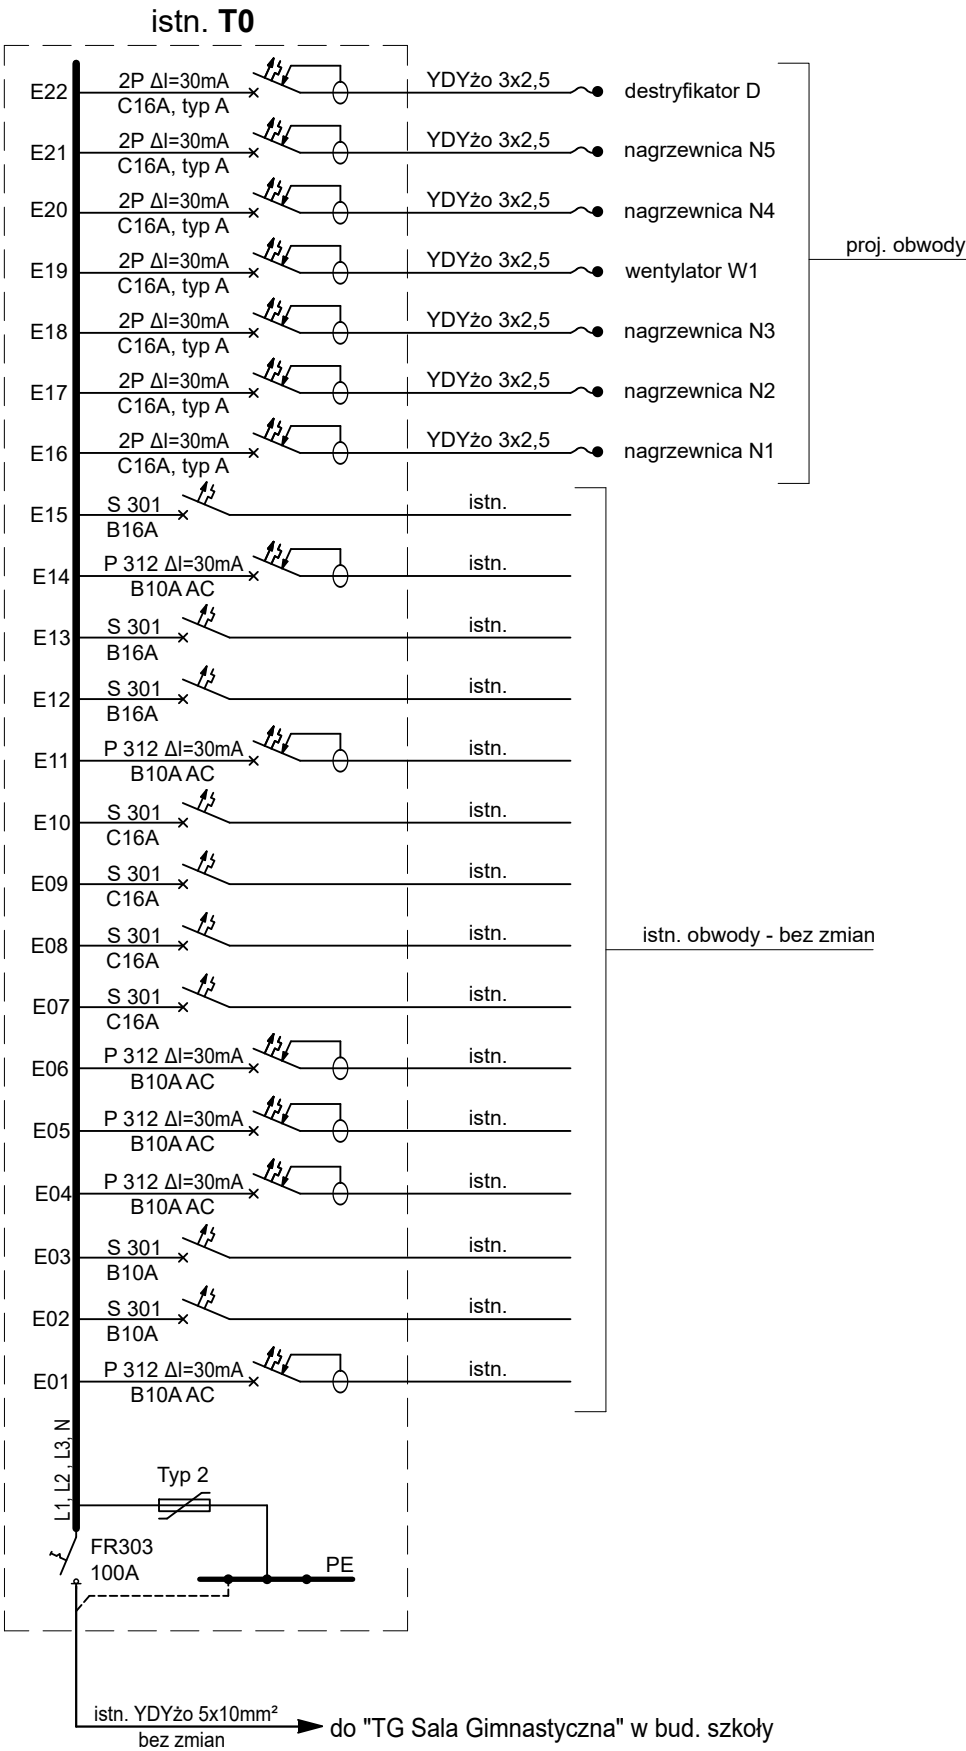 istn. T0
E22 2P ΔI=30mA YDYżo 3x2,5 destryfikator D
C16A, typ A
E21 2P ΔI=30mA YDYżo 3x2,5 nagrzewnica N5
C16A, typ A
E20 2P ΔI=30mA YDYżo 3x2,5 nagrzewnica N4
C16A, typ A
proj. obwody
E19 2P ΔI=30mA YDYżo 3x2,5 wentylator W1
C16A, typ A
E18 2P ΔI=30mA YDYżo 3x2,5 nagrzewnica N3
C16A, typ A
E17 2P ΔI=30mA YDYżo 3x2,5 nagrzewnica N2
C16A, typ A
E16 2P ΔI=30mA YDYżo 3x2,5 nagrzewnica N1
C16A, typ A
E15 S 301 istn.
B16A
E14 P 312 ΔI=30mA istn.
B10A AC
E13 S 301 istn.
B16A
E12 S 301 istn.
B16A
E11 P 312 ΔI=30mA istn.
B10A AC
E10 S 301 istn.
C16A
E09 S 301 istn.
C16A
E08 S 301 istn.
C16A
istn. obwody - bez zmian
E07 S 301 istn.
C16A
E06 P 312 ΔI=30mA istn.
B10A AC
E05 P 312 ΔI=30mA istn.
B10A AC
E04 P 312 ΔI=30mA istn.
B10A AC
E03 S 301 istn.
B10A
E02 S 301 istn.
B10A
E01 P 312 ΔI=30mA istn.
B10A AC
L1, L2 , L3, N
Typ 2
FR303
100A
PE
istn. YDYżo 5x10mm²
bez zmian
do "TG Sala Gimnastyczna" w bud. szkoły